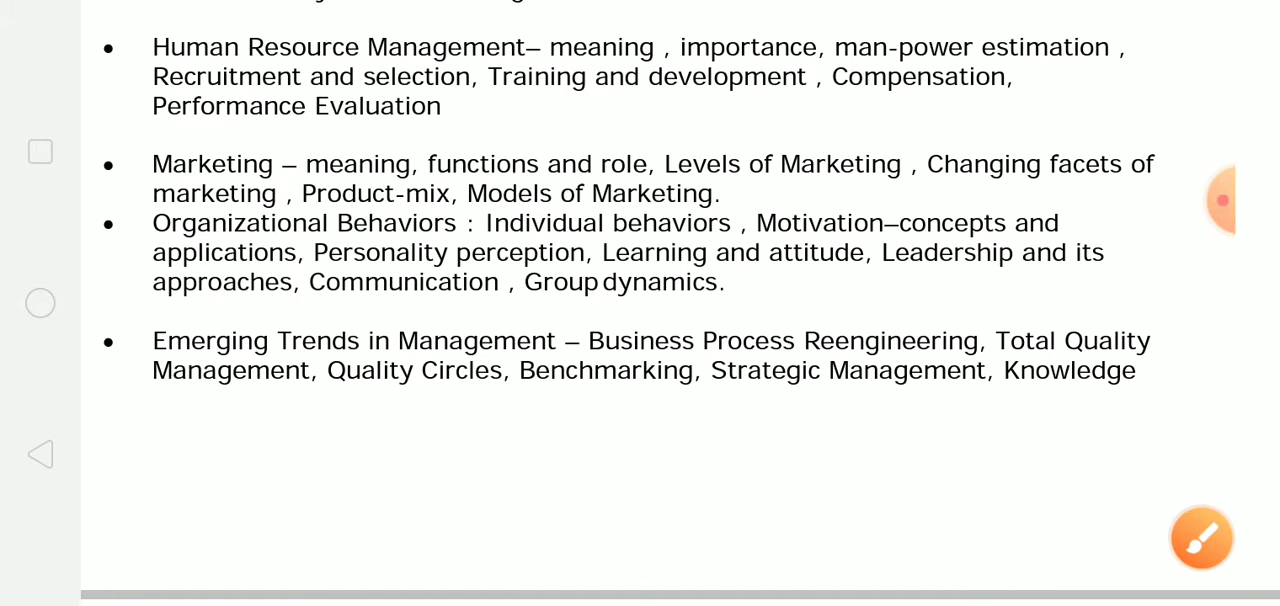 • Human Resource Management– meaning , importance, man-power estimation ,
Recruitment and selection, Training and development , Compensation,
Performance Evaluation
• Marketing – meaning, functions and role, Levels of Marketing , Changing facets of
marketing , Product-mix, Models of Marketing.
• Organizational Behaviors : Individual behaviors , Motivation–concepts and
applications, Personality perception, Learning and attitude, Leadership and its
approaches, Communication , Group dynamics.
• Emerging Trends in Management – Business Process Reengineering, Total Quality
Management, Quality Circles, Benchmarking, Strategic Management, Knowledge